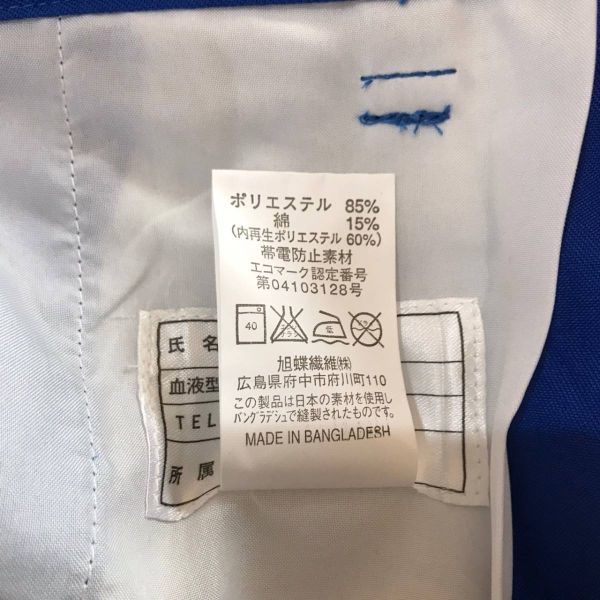 ポリエステル 85%
綿 15%
(内再生ポリエステル 60%)
帯電防止素材
エコマーク認定番号
第04103128号
40
旭蝶繊維㈱
広島県府中市府川町110
この製品は日本の素材を使用し
バングラデシュで縫製されたものです。
MADE IN BANGLADESH
氏名
血液型
TEL
所属